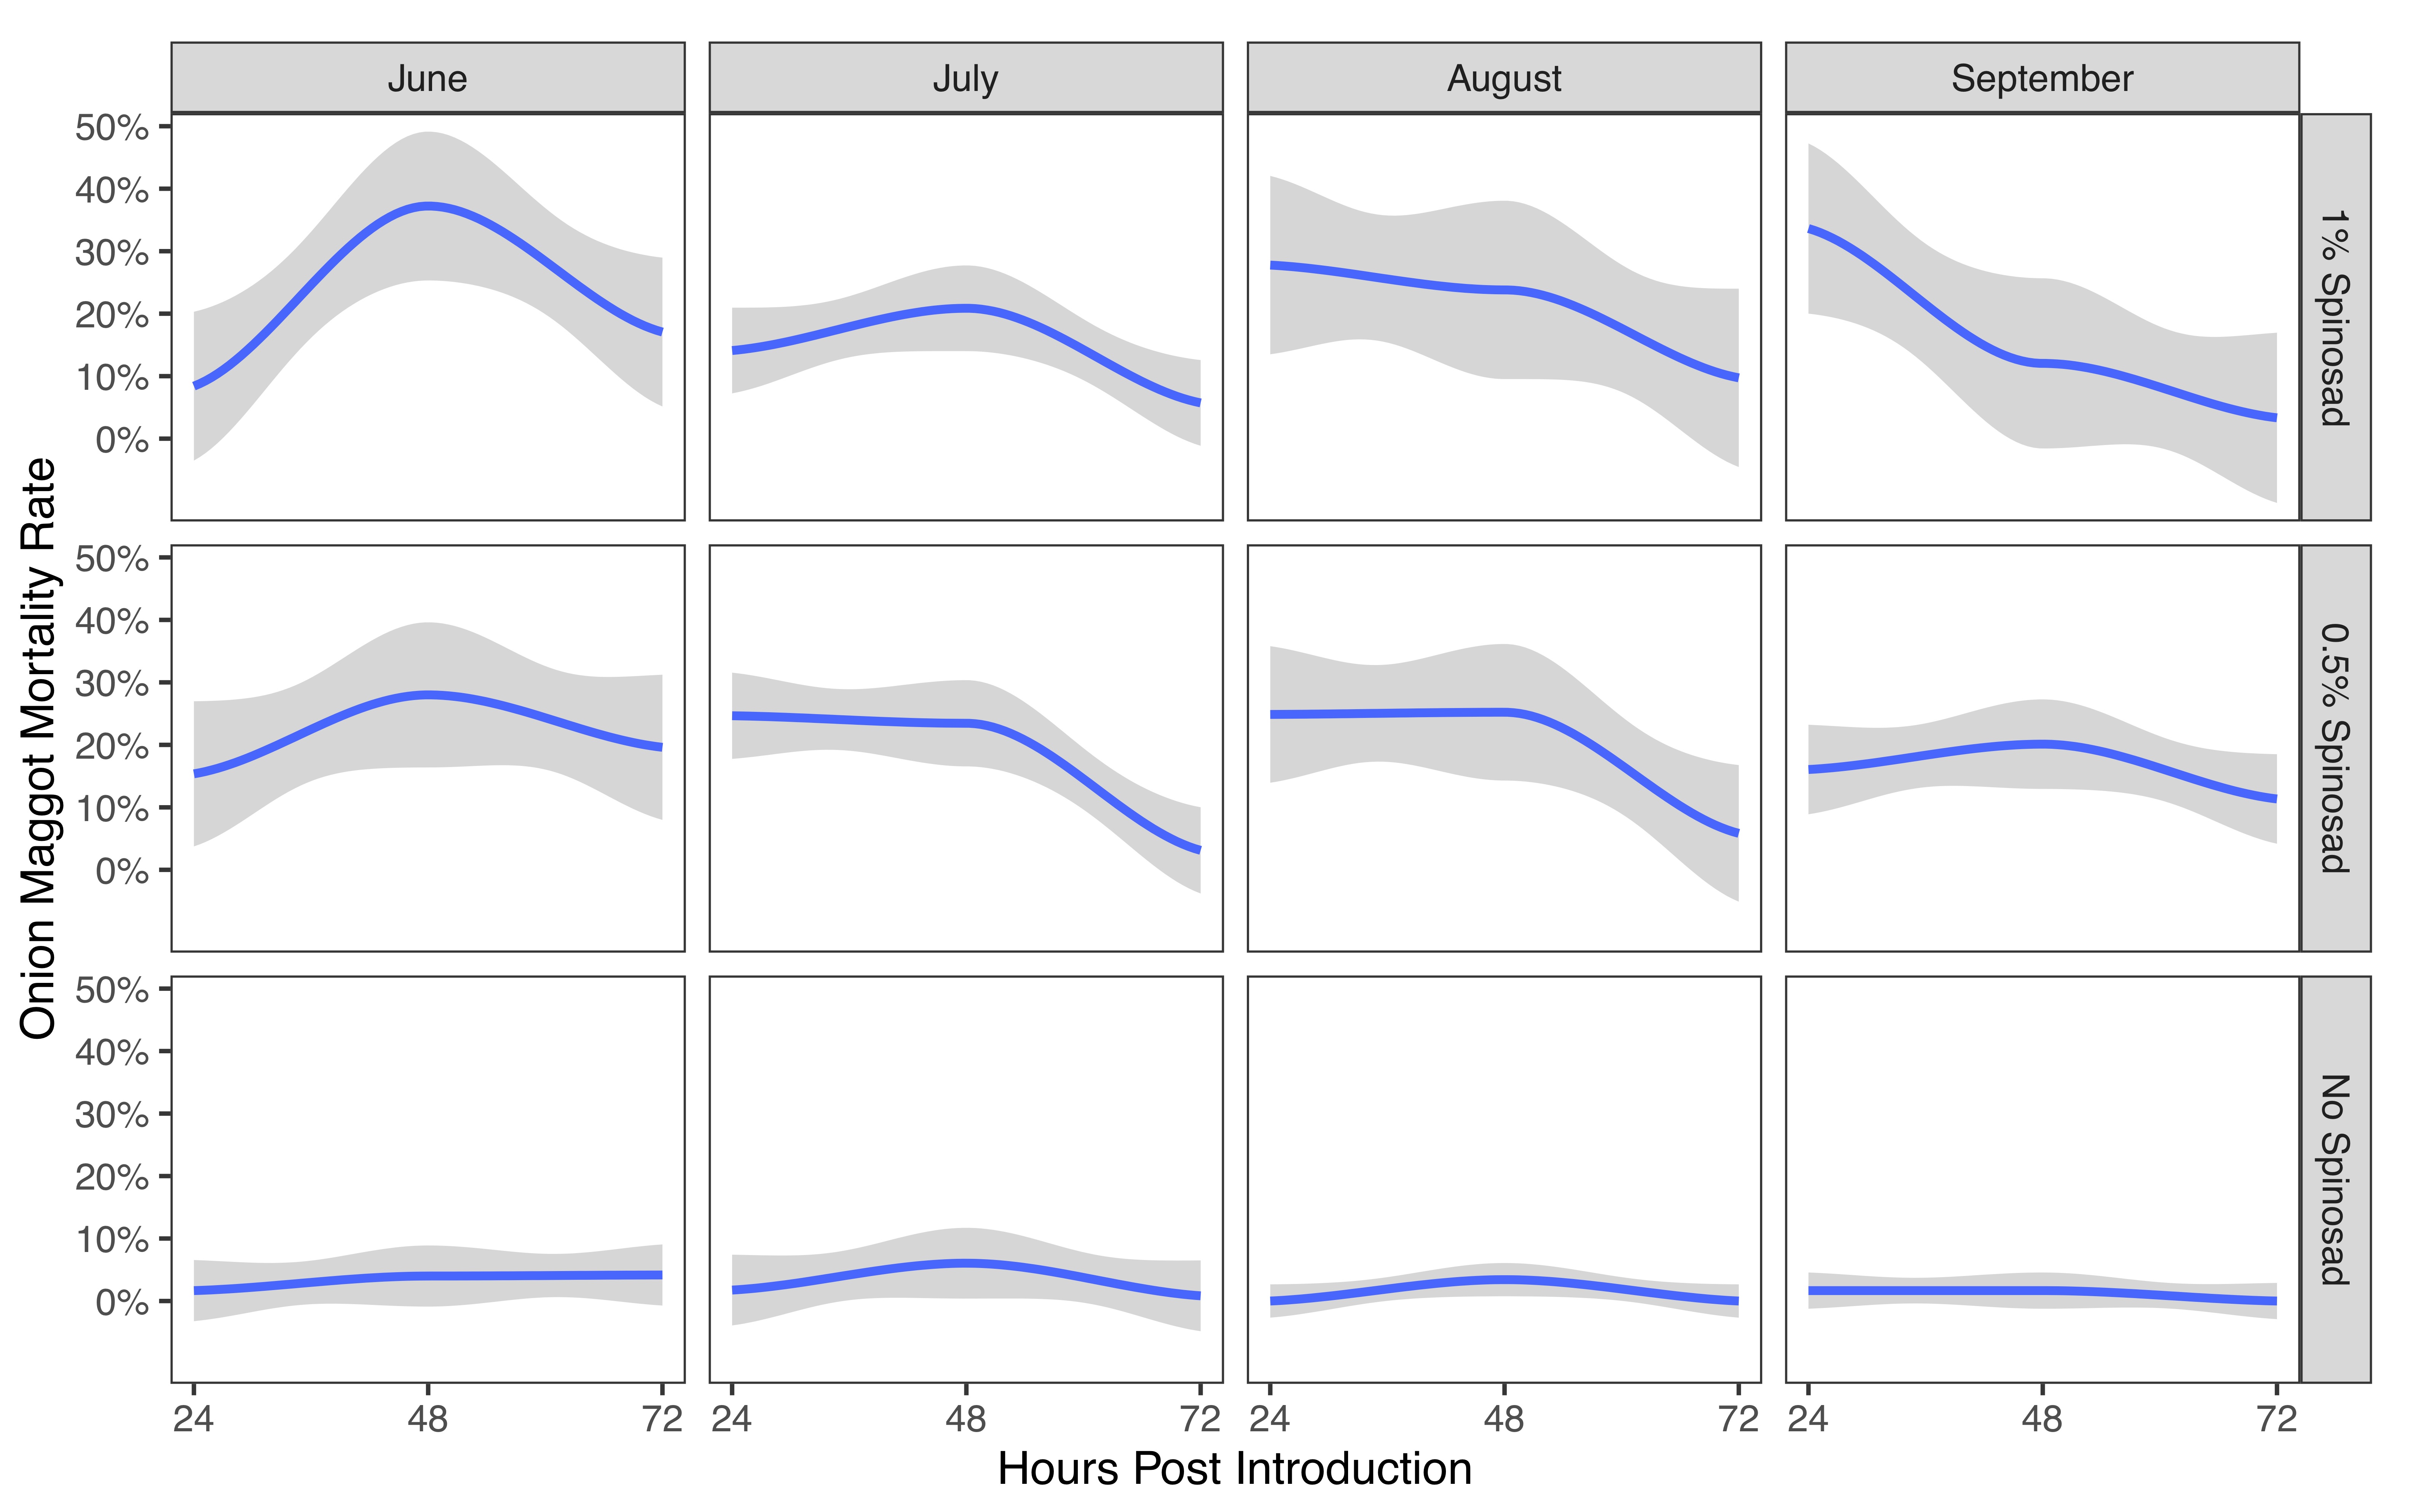 June
July
August
September
50%
40%
30%
20%
10%
0%
1% Spinosad
50%
40%
30%
20%
10%
0%
0.5% Spinosad
50%
40%
30%
20%
10%
0%
No Spinosad
Onion Maggot Mortality Rate
24 48 72
24 48 72
24 48 72
24 48 72
Hours Post Introduction